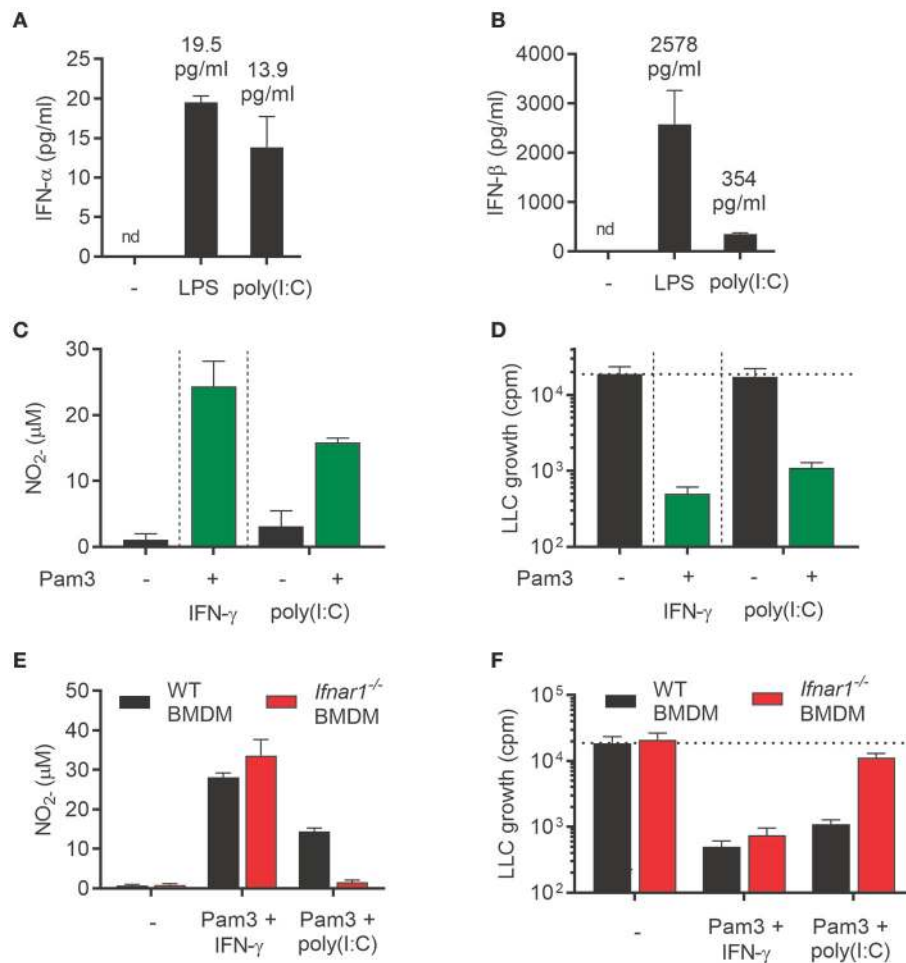 A
19.5
pg/ml
13.9
pg/ml
IFN-α (pg/ml)
25
20
15
10
5
0
nd
- LPS poly(I:C)
B
2578
pg/ml
354
pg/ml
IFN-β (pg/ml)
4000
3000
2000
1000
0
nd
- LPS poly(I:C)
C
NO2- (μM)
30
20
10
0
Pam3 - + - +
IFN-γ poly(I:C)
D
LLC growth (cpm)
10^4
10^3
10^2
Pam3 - + - +
IFN-γ poly(I:C)
E
WT
BMDM
Ifnar1-/-
BMDM
NO2- (μM)
50
40
30
20
10
0
- Pam3 + Pam3 +
IFN-γ poly(I:C)
F
WT
BMDM
Ifnar1-/-
BMDM
LLC growth (cpm)
10^5
10^4
10^3
10^2
- Pam3 + Pam3 +
IFN-γ poly(I:C)